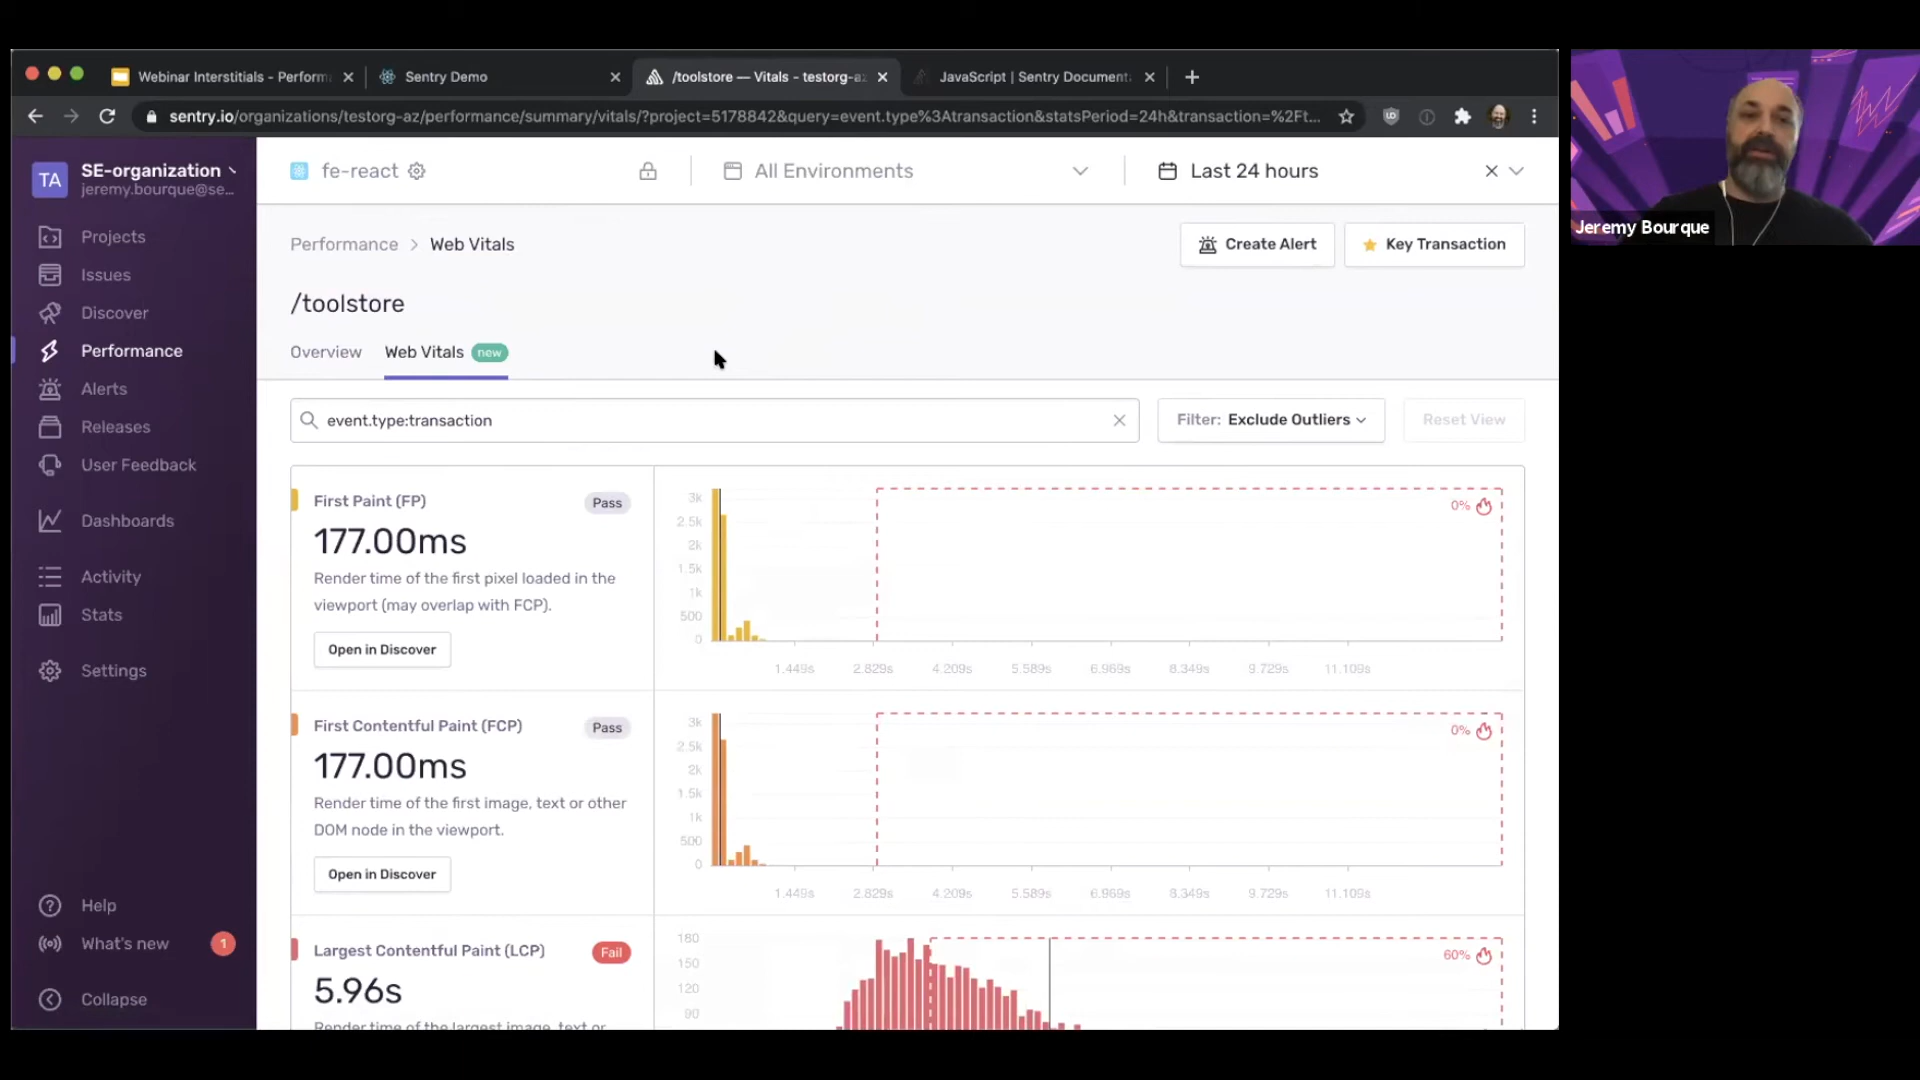 Webinar Interstitials - Perform
Sentry Demo
/toolstore — Vitals - testorg-az
JavaScript | Sentry Documenta
sentry.io/organizations/testorg-az/performance/summary/vitals/?project=5178842&query=event.type%3Atransaction&statsPeriod=24h&transaction=%2Ft...
TA
SE-organization
jeremy.bourque@se...
Projects
Issues
Discover
Performance
Alerts
Releases
User Feedback
Dashboards
Activity
Stats
Settings
Help
What's new
1
Collapse
fe-react
All Environments
Last 24 hours
Performance > Web Vitals
Create Alert
Key Transaction
/toolstore
Overview
Web Vitals new
event.type:transaction
Filter: Exclude Outliers
Reset View
First Paint (FP)
Pass
177.00ms
Render time of the first pixel loaded in the
viewport (may overlap with FCP).
Open in Discover
3k
2.5k
2k
1.5k
1k
500
0
0%
1.449s 2.829s 4.209s 5.589s 6.969s 8.349s 9.729s 11.109s
First Contentful Paint (FCP)
Pass
177.00ms
Render time of the first image, text or other
DOM node in the viewport.
Open in Discover
3k
2.5k
2k
1.5k
1k
500
0
0%
1.449s 2.829s 4.209s 5.589s 6.969s 8.349s 9.729s 11.109s
Largest Contentful Paint (LCP)
Fail
5.96s
Render time of the largest image, text or
180
150
120
90
60%
Jeremy Bourque